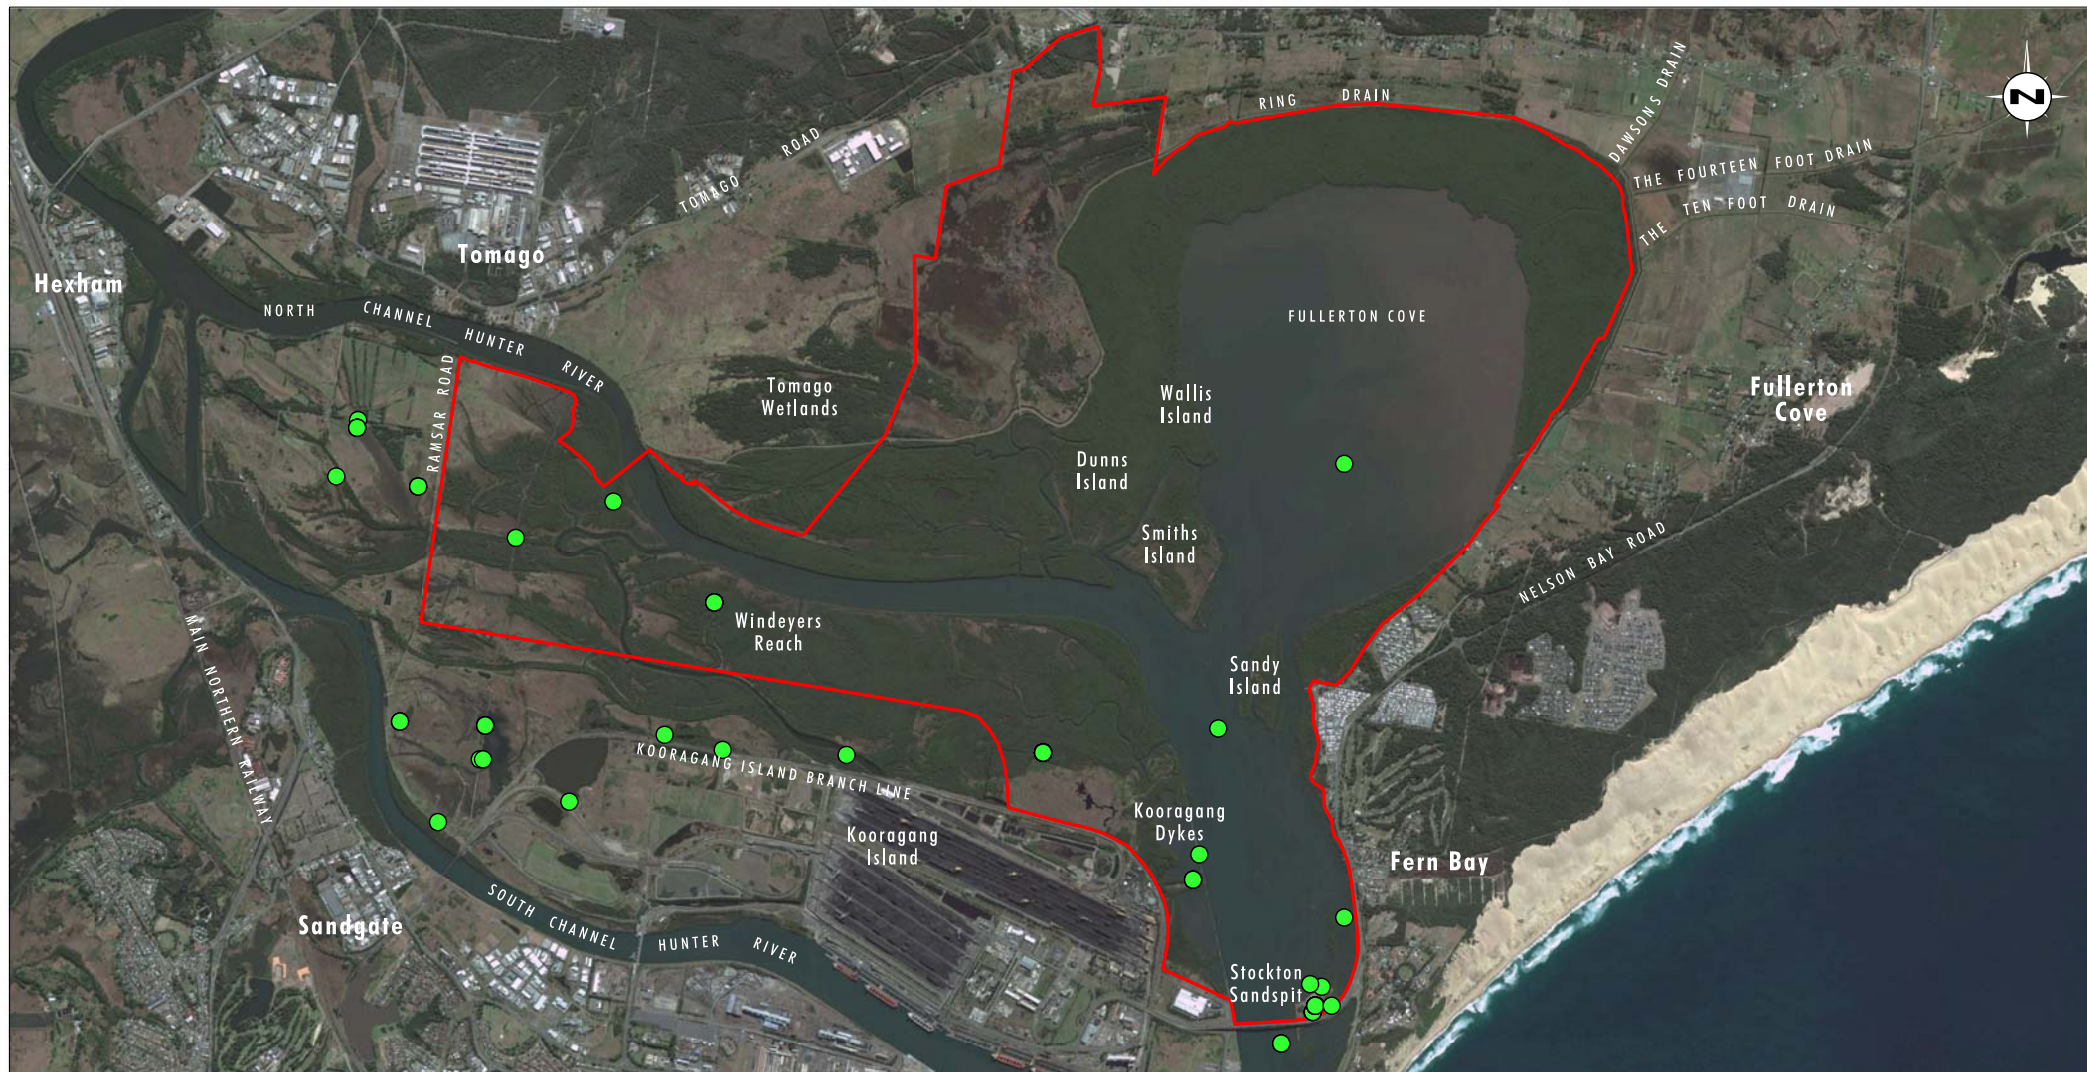 N
RING DRAIN
DAWSONS DRAIN
THE FOURTEEN FOOT DRAIN
THE TEN FOOT DRAIN
TOMAGO ROAD
Tomago
Hexham
NORTH CHANNEL HUNTER RIVER
FULLERTON COVE
RAMSAR ROAD
Tomago
Wetlands
Wallis
Island
Fullerton
Cove
Dunns
Island
Smiths
Island
NELSON BAY ROAD
Windeyers
Reach
Sandy
Island
MAIN NORTHERN RAILWAY
KOORAGANG ISLAND BRANCH LINE
Kooragang
Dykes
Kooragang
Island
Fern Bay
Sandgate
SOUTH CHANNEL HUNTER RIVER
Stockton
Sandspit